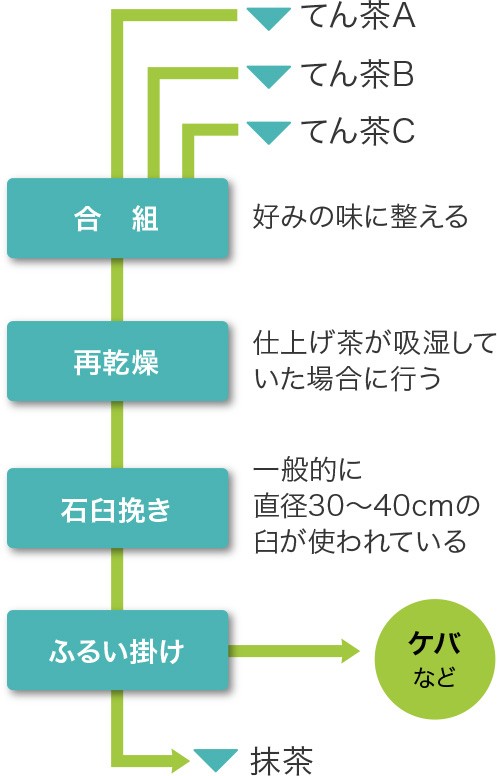 てん茶A
てん茶B
てん茶C
合　組
好みの味に整える
再乾燥
仕上げ茶が吸湿して
いた場合に行う
石臼挽き
一般的に
直径30〜40cmの
臼が使われている
ふるい掛け
ケバ
など
抹茶